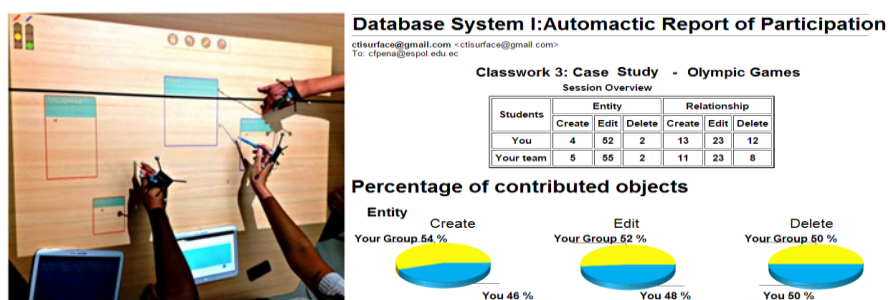 Database System I:Automactic Report of Participation
ctisurface@gmail.com <ctisurface@gmail.com>
To: cfpena@espol.edu.ec
Classwork 3: Case Study - Olympic Games
Session Overview
Students Entity Relationship
Create Edit Delete Create Edit Delete
You 4 52 2 13 23 12
Your team 5 55 2 11 23 8
Percentage of contributed objects
Entity
Create Edit Delete
Your Group 54 % Your Group 52 % Your Group 50 %
You 46 % You 48 % You 50 %